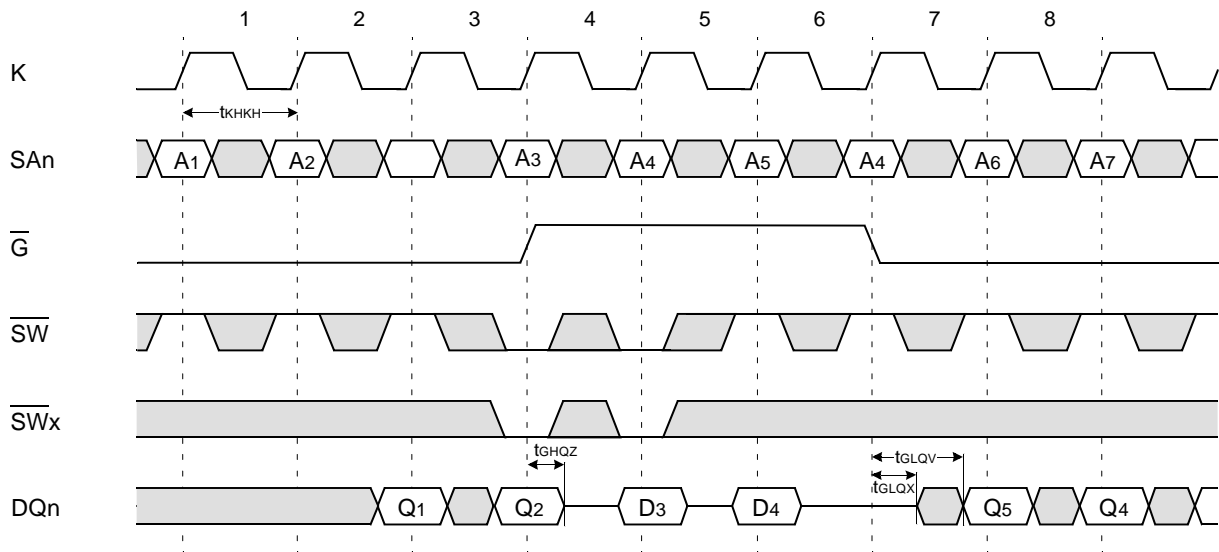 1 2 3 4 5 6 7 8
K
tKHKH
SAn A1 A2 A3 A4 A5 A4 A6 A7
G
SW
SWx
tGHQZ tGLQV
tGLQX
DQn Q1 Q2 D3 D4 Q5 Q4